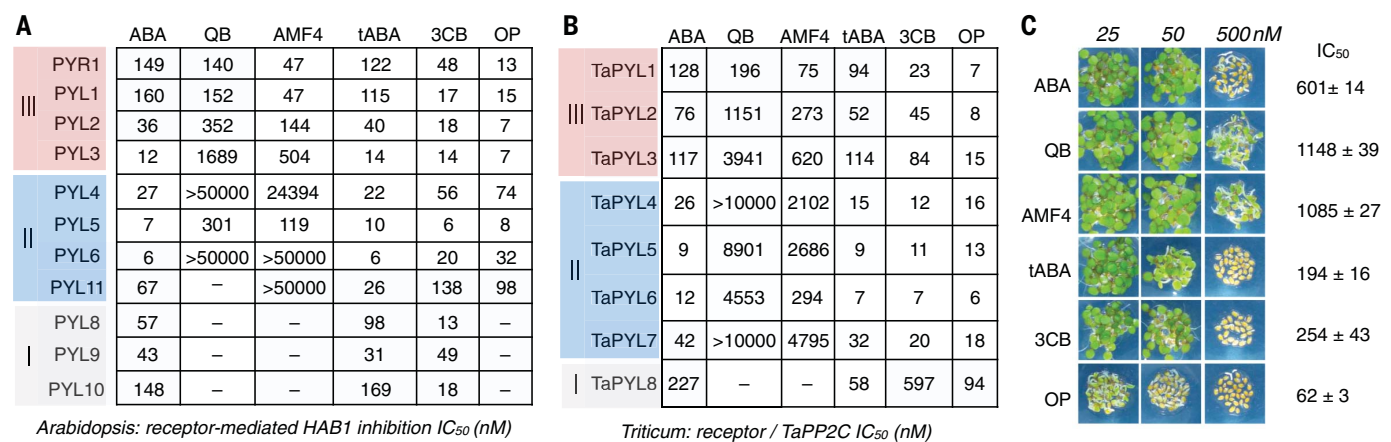 A
ABA QB AMF4 tABA 3CB OP
III
PYR1 149 140 47 122 48 13
PYL1 160 152 47 115 17 15
PYL2 36 352 144 40 18 7
PYL3 12 1689 504 14 14 7
II
PYL4 27 >50000 24394 22 56 74
PYL5 7 301 119 10 6 8
PYL6 6 >50000 >50000 6 20 32
PYL11 67 – >50000 26 138 98
I
PYL8 57 – – 98 13 –
PYL9 43 – – 31 49 –
PYL10 148 – – 169 18 –
Arabidopsis: receptor-mediated HAB1 inhibition IC50 (nM)
B
ABA QB AMF4 tABA 3CB OP
III
TaPYL1 128 196 75 94 23 7
TaPYL2 76 1151 273 52 45 8
TaPYL3 117 3941 620 114 84 15
II
TaPYL4 26 >10000 2102 15 12 16
TaPYL5 9 8901 2686 9 11 13
TaPYL6 12 4553 294 7 7 6
TaPYL7 42 >10000 4795 32 20 18
I
TaPYL8 227 – – 58 597 94
Triticum: receptor / TaPP2C IC50 (nM)
C
25 50 500 nM IC50
ABA 601± 14
QB 1148 ± 39
AMF4 1085 ± 27
tABA 194 ± 16
3CB 254 ± 43
OP 62 ± 3